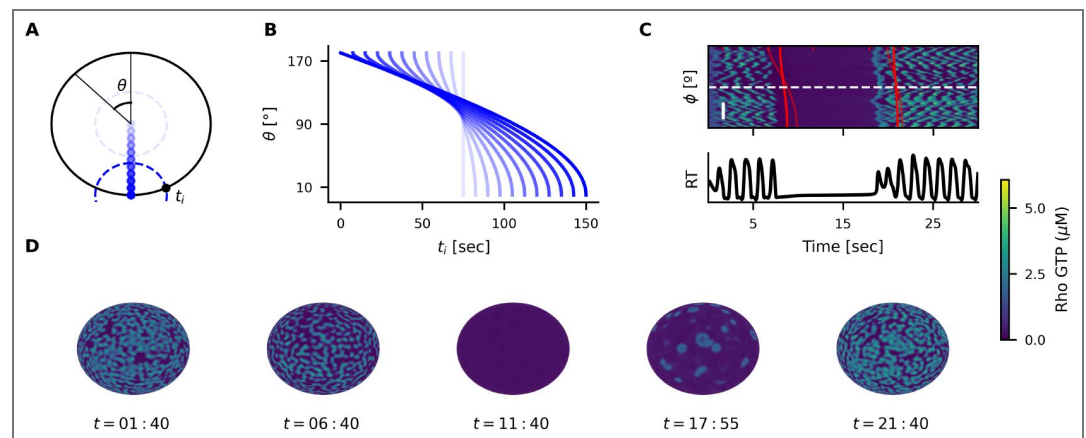 A
θ
t_i
B
θ [°]
170
90
10
0
50
100
150
t_i [sec]
C
ϕ [º]
RT
5
15
25
Time [sec]
5.0
2.5
0.0
Rho GTP (μM)
D
t = 01 : 40
t = 06 : 40
t = 11 : 40
t = 17 : 55
t = 21 : 40